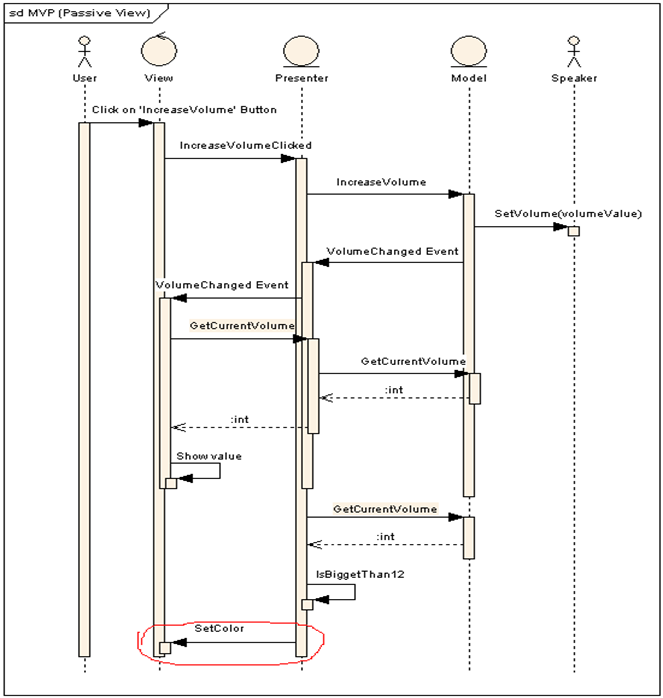 sd MVP (Passive View)
User
View
Presenter
Model
Speaker
Click on 'IncreaseVolume' Button
IncreaseVolumeClicked
IncreaseVolume
SetVolume(volumeValue)
VolumeChanged Event
VolumeChanged Event
GetCurrentVolume
GetCurrentVolume
:int
:int
Show value
GetCurrentVolume
:int
IsBiggetThan12
SetColor